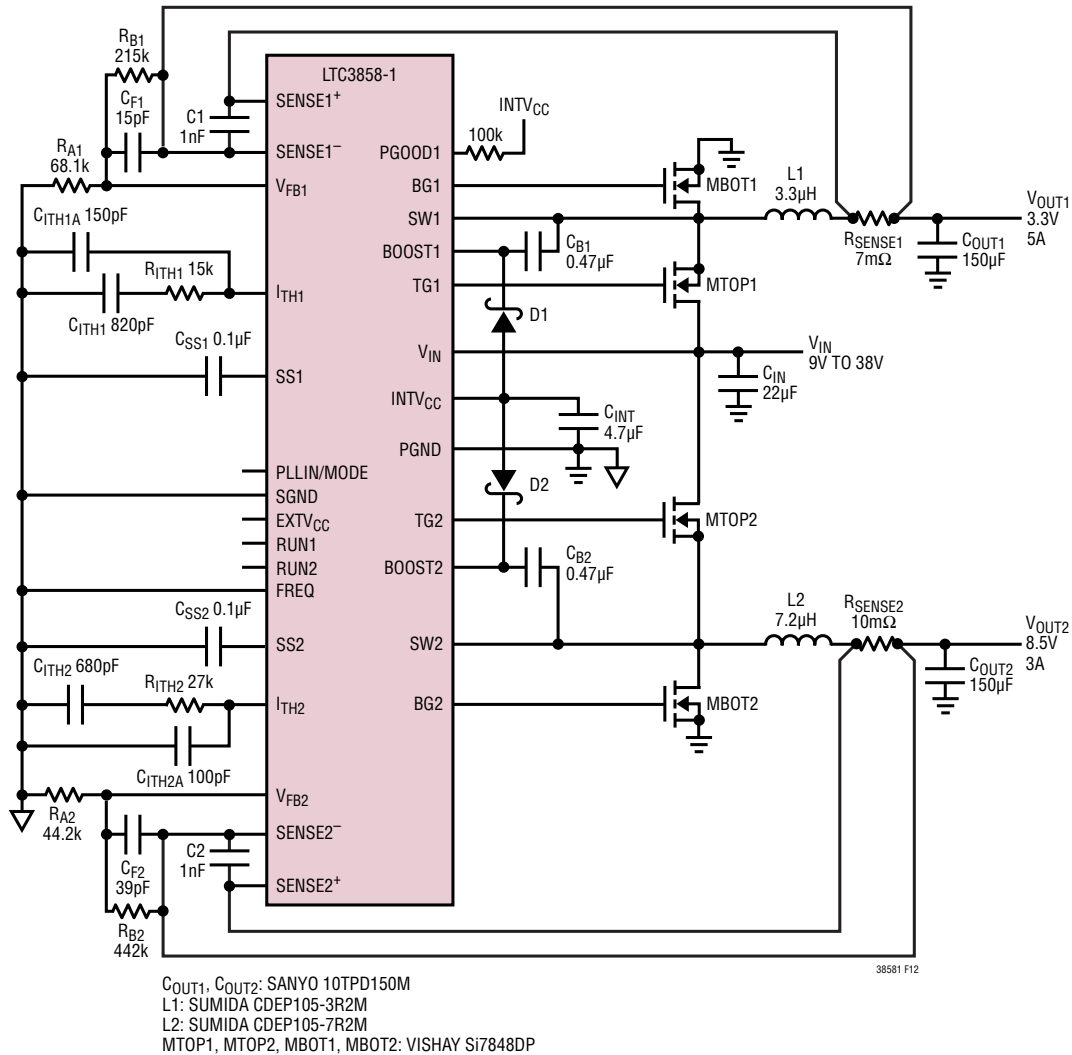 RB1
215k
CF1
15pF
RA1
68.1k
CITH1A 150pF
RITH1 15k
CITH1 820pF
CSS1 0.1µF
CSS2 0.1µF
CITH2 680pF
RITH2 27k
CITH2A 100pF
RA2
44.2k
CF2
39pF
RB2
442k
C1
1nF
C2
1nF
LTC3858-1
SENSE1+
SENSE1–
VFB1
ITH1
SS1
PLLIN/MODE
SGND
EXTVCC
RUN1
RUN2
FREQ
SS2
ITH2
VFB2
SENSE2–
SENSE2+
PGOOD1
BG1
SW1
BOOST1
TG1
VIN
INTVCC
PGND
TG2
BOOST2
SW2
BG2
INTVCC
100k
MBOT1
L1
3.3µH
RSENSE1
7mΩ
VOUT1
3.3V
5A
COUT1
150µF
CB1
0.47µF
MTOP1
D1
VIN
9V TO 38V
CIN
22µF
CINT
4.7µF
D2
MTOP2
CB2
0.47µF
L2
7.2µH
RSENSE2
10mΩ
VOUT2
8.5V
3A
COUT2
150µF
MBOT2
38581 F12
COUT1, COUT2: SANYO 10TPD150M
L1: SUMIDA CDEP105-3R2M
L2: SUMIDA CDEP105-7R2M
MTOP1, MTOP2, MBOT1, MBOT2: VISHAY Si7848DP